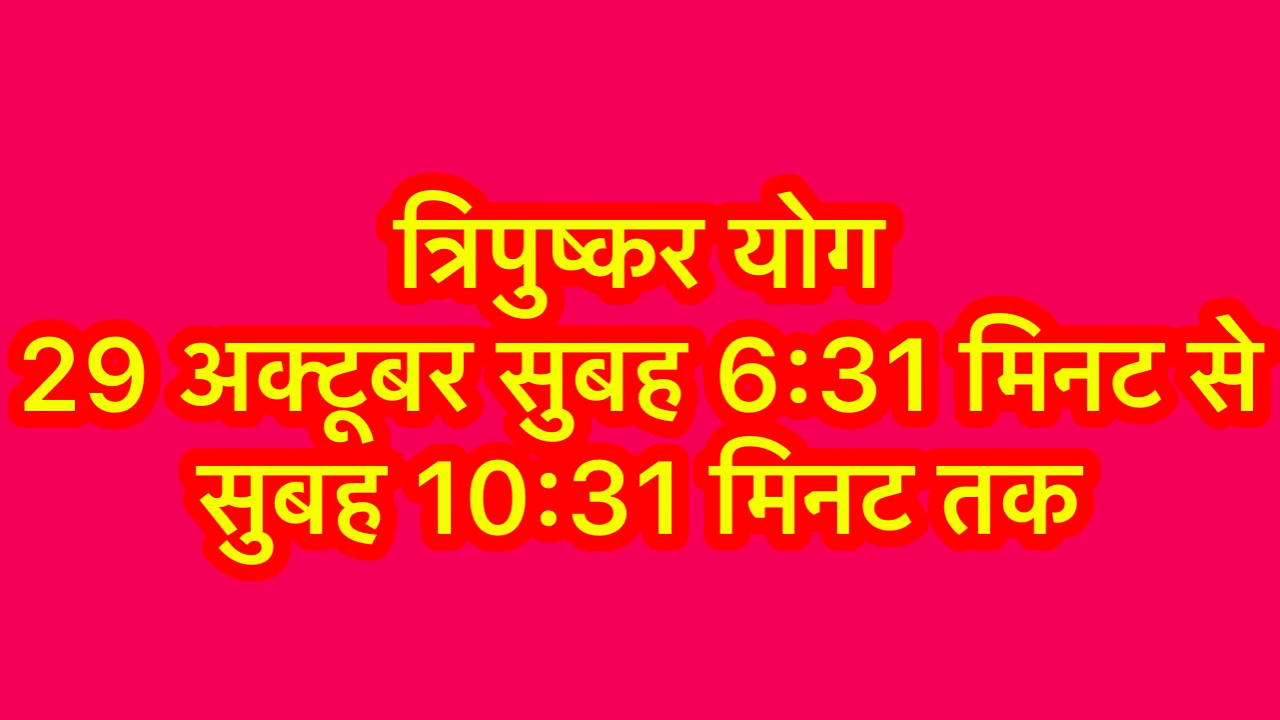 त्रिपुष्कर योग
29 अक्टूबर सुबह 6:31 मिनट से
सुबह 10:31 मिनट तक